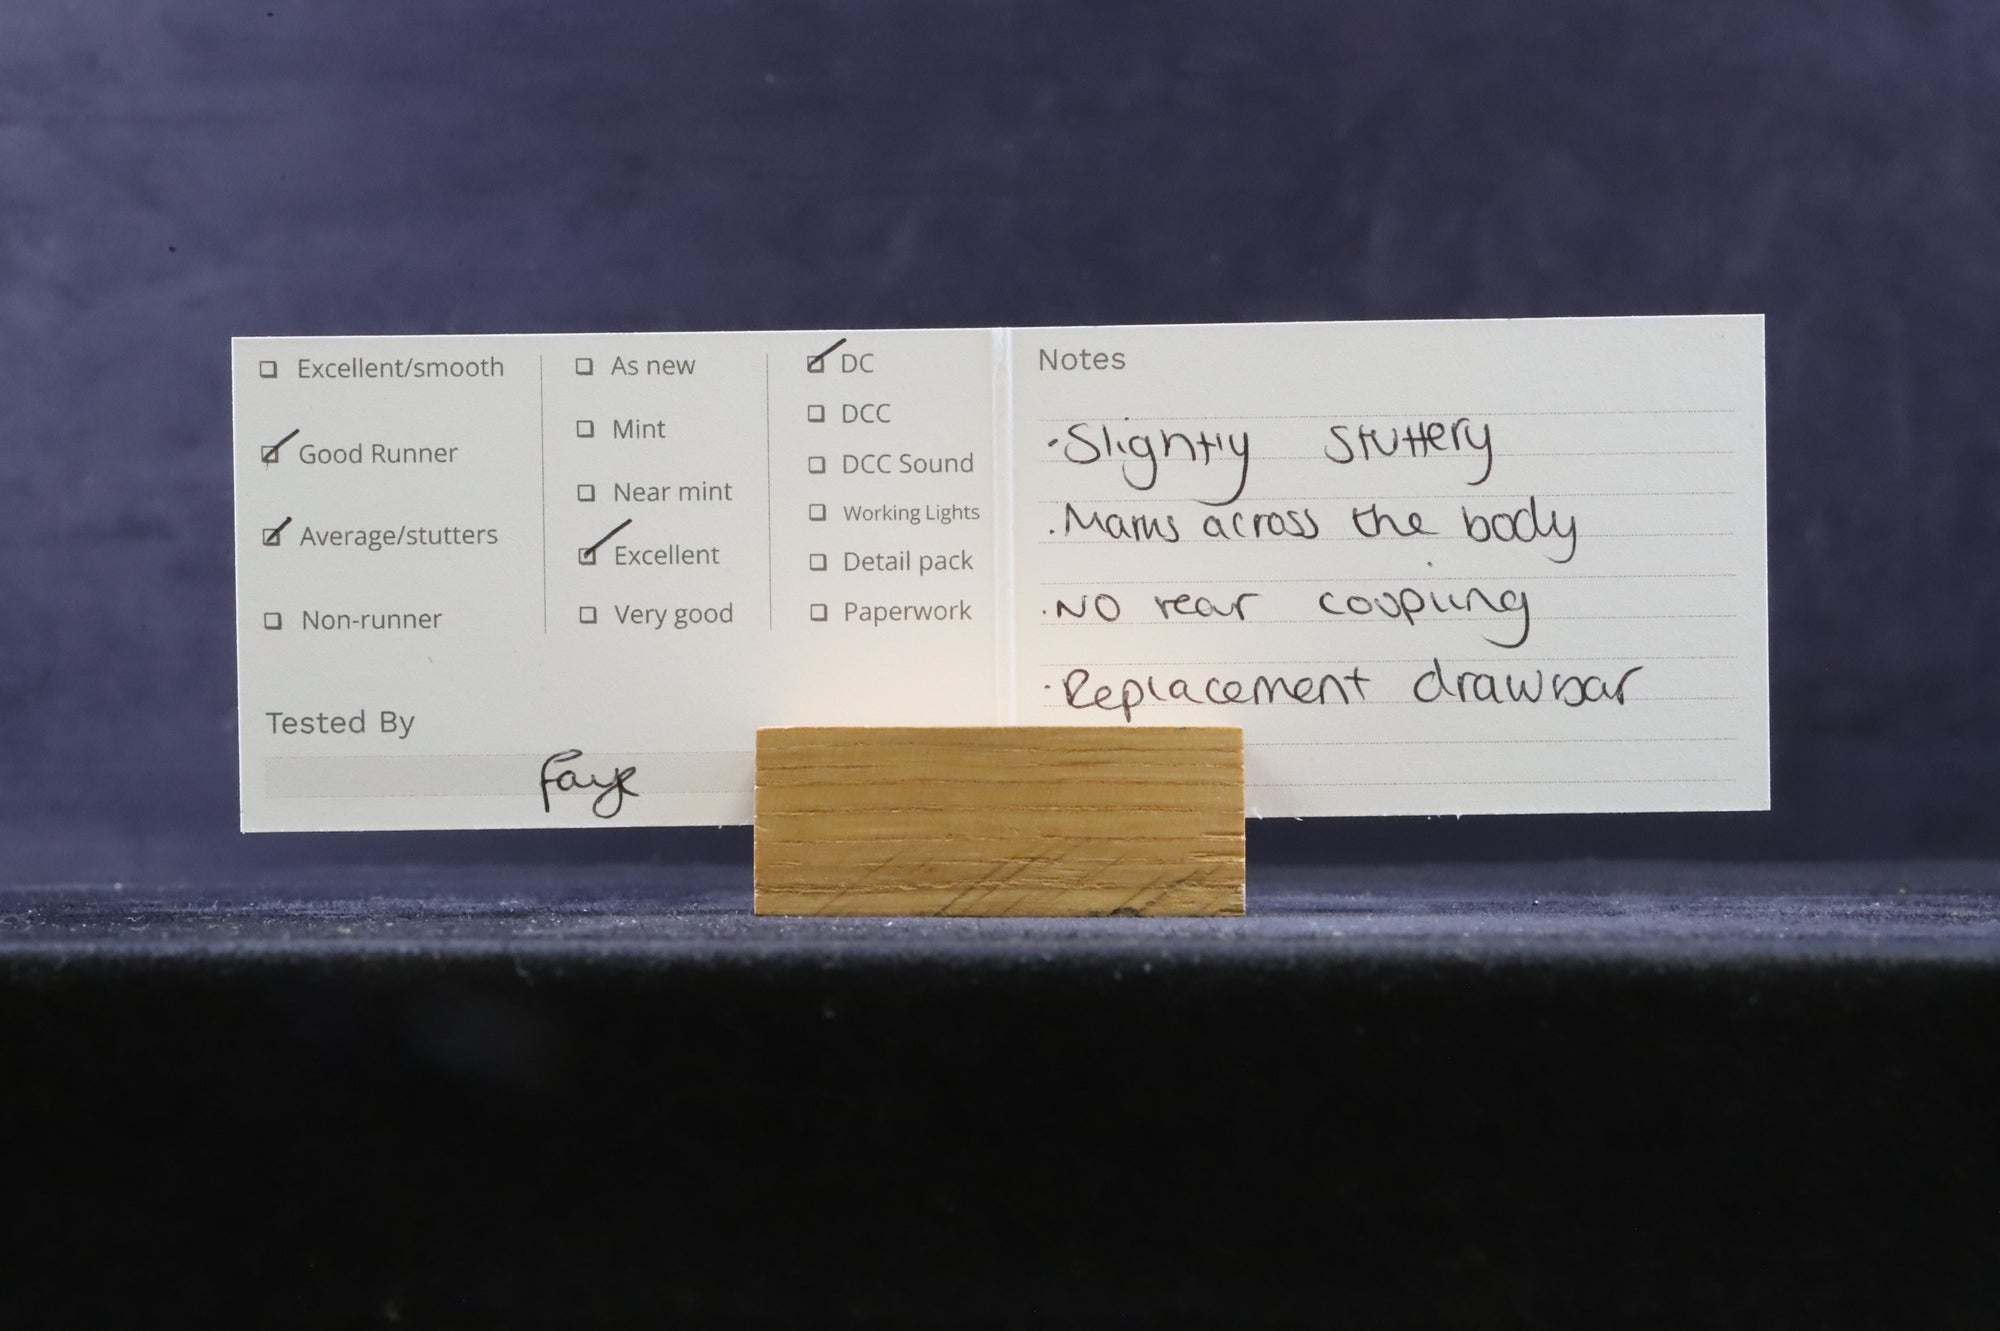 Excellent/smooth
Good Runner
Average/stutters
Non-runner
As new
Mint
Near mint
Excellent
Very good
DC
DCC
DCC Sound
Working Lights
Detail pack
Paperwork
Tested By
Faye
Notes
·Slightly stuttery
·Marks across the body
·NO rear coupling
·Replacement drawbar